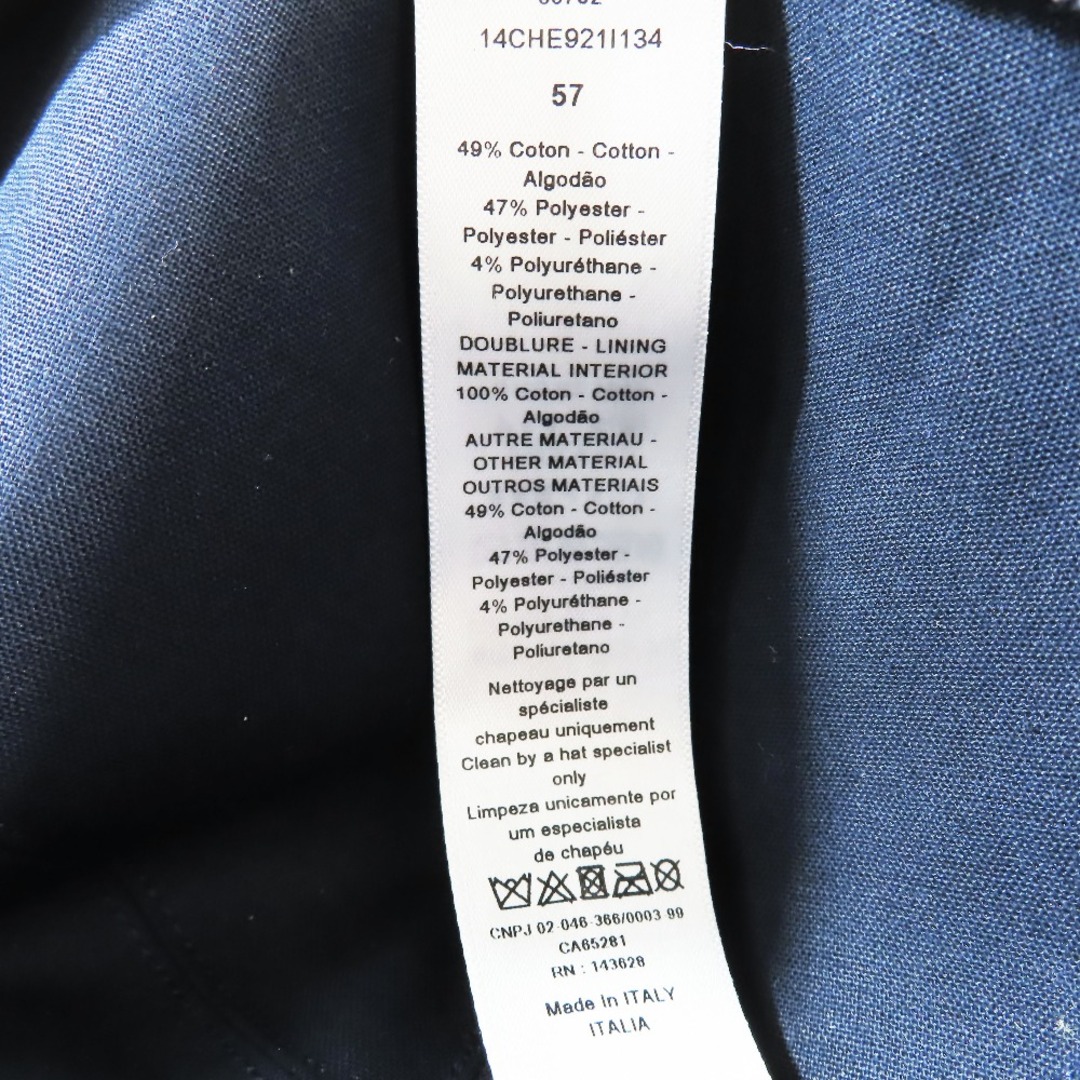 14CHE921I134
57
49% Coton - Cotton -
Algodão
47% Polyester -
Polyester - Poliéster
4% Polyuréthane -
Polyurethane -
Poliuretano
DOUBLURE - LINING
MATERIAL INTERIOR
100% Coton - Cotton -
Algodão
AUTRE MATERIAU -
OTHER MATERIAL
OUTROS MATERIAIS
49% Coton - Cotton -
Algodão
47% Polyester -
Polyester - Poliéster
4% Polyuréthane -
Polyurethane -
Poliuretano
Nettoyage par un
spécialiste
chapeau uniquement
Clean by a hat specialist
only
Limpeza unicamente por
um especialista
de chapéu
CNPJ 02-046-366/0003 99
CA65281
RN : 143628
Made In ITALY
ITALIA